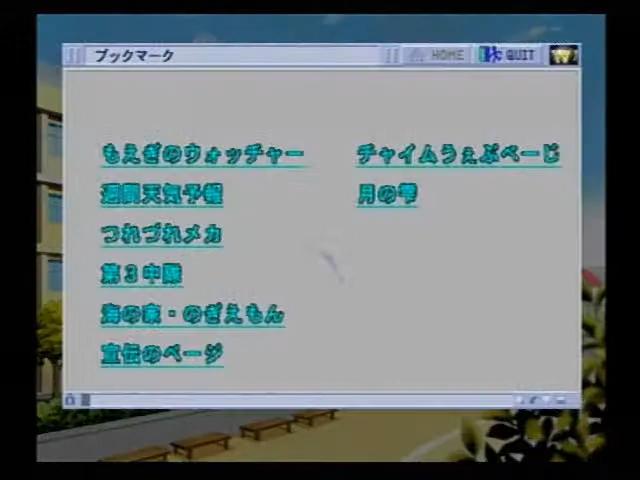 ブックマーク
HOME
QUIT
もえぎのウォッチャー
チャイムうぇぶぺーじ
週間天気予報
月の雫
つれづれメカ
第3中隊
海の家・のぎえもん
宣伝のページ